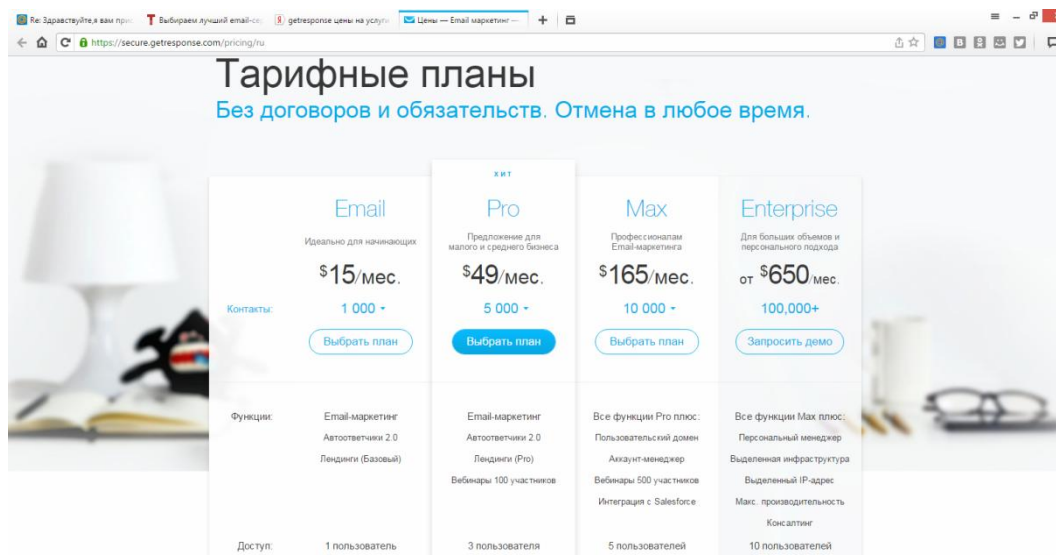 Re: Здравствуйте,я вам при
Выбираем лучший email-се
getresponse цены на услуги
Цены — Email маркетинг —
https://secure.getresponse.com/pricing/ru
Тарифные планы
Без договоров и обязательств. Отмена в любое время.
хит
Email
Pro
Max
Enterprise
Идеально для начинающих
Предложение для
малого и среднего бизнеса
Профессионалам
Email-маркетинга
Для больших объемов и
персонального подхода
$15/мес.
$49/мес.
$165/мес.
от $650/мес.
Контакты:
1 000
5 000
10 000
100,000+
Выбрать план
Выбрать план
Выбрать план
Запросить демо
Функции:
Email-маркетинг
Email-маркетинг
Все функции Pro плюс:
Все функции Max плюс:
Автоответчики 2.0
Автоответчики 2.0
Пользовательский домен
Персональный менеджер
Лендинги (Базовый)
Лендинги (Pro)
Аккаунт-менеджер
Выделенная инфраструктура
Вебинары 100 участников
Вебинары 500 участников
Выделенный IP-адрес
Интеграция с Salesforce
Макс. производительность
Консалтинг
Доступ:
1 пользователь
3 пользователя
5 пользователей
10 пользователей